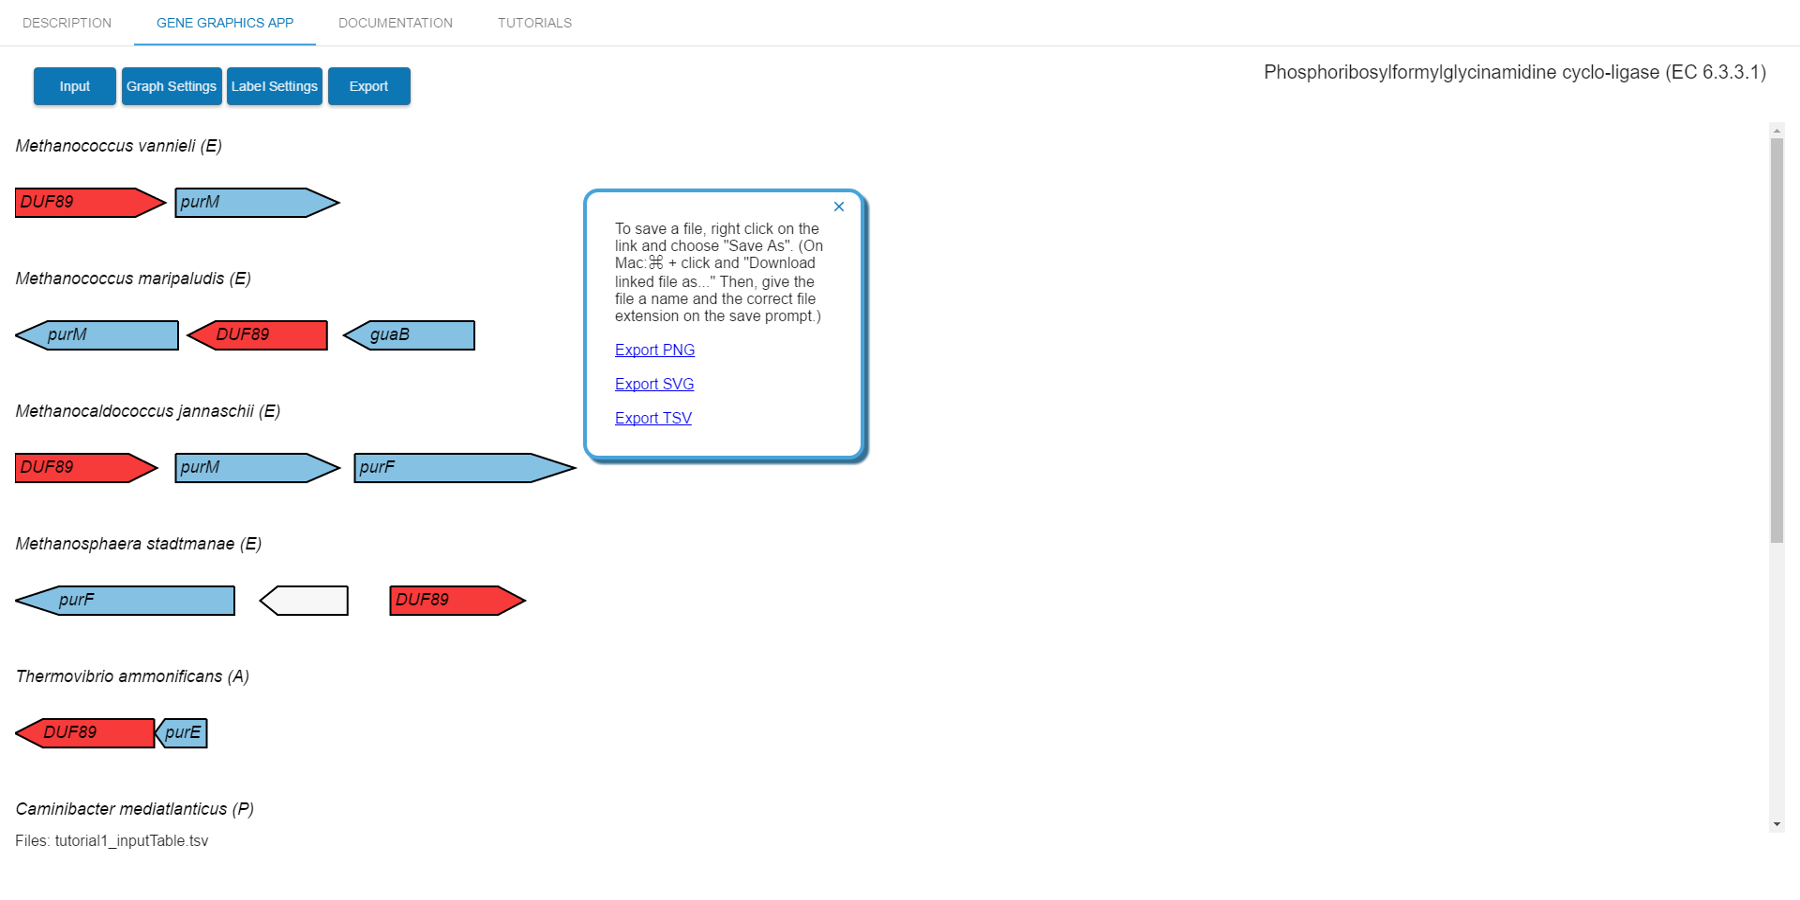 DESCRIPTION GENE GRAPHICS APP DOCUMENTATION TUTORIALS
Input Graph Settings Label Settings Export
Phosphoribosylformylglycinamidine cyclo-ligase (EC 6.3.3.1)
Methanococcus vannieli (E)
DUF89 purM
Methanococcus maripaludis (E)
purM DUF89 guaB
Methanocaldococcus jannaschii (E)
DUF89 purM purF
Methanosphaera stadtmanae (E)
purF DUF89
Thermovibrio ammonificans (A)
DUF89 purE
Caminibacter mediatlanticus (P)
Files: tutorial1_inputTable.tsv
×
To save a file, right click on the
link and choose "Save As". (On
Mac:⌘ + click and "Download
linked file as..." Then, give the
file a name and the correct file
extension on the save prompt.)
Export PNG
Export SVG
Export TSV